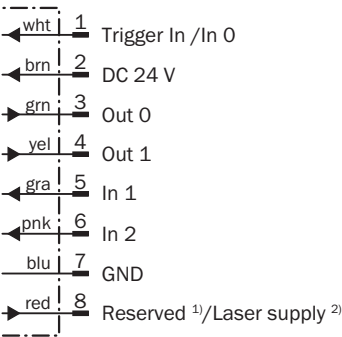 wht 1 Trigger In /In 0
brn 2 DC 24 V
grn 3 Out 0
yel 4 Out 1
gra 5 In 1
pnk 6 In 2
blu 7 GND
red 8 Reserved 1)/Laser supply 2)